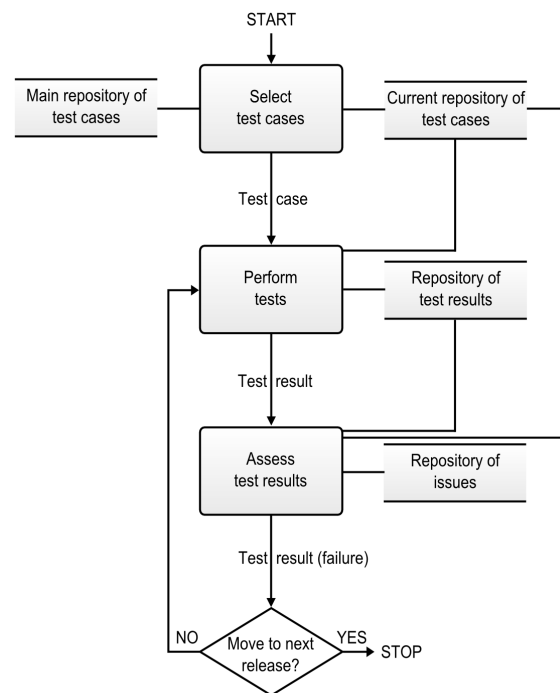 START
Main repository of
test cases
Select
test cases
Current repository of
test cases
Test case
Perform
tests
Repository of
test results
Test result
Assess
test results
Repository of
issues
Test result (failure)
NO
Move to next
release?
YES
STOP